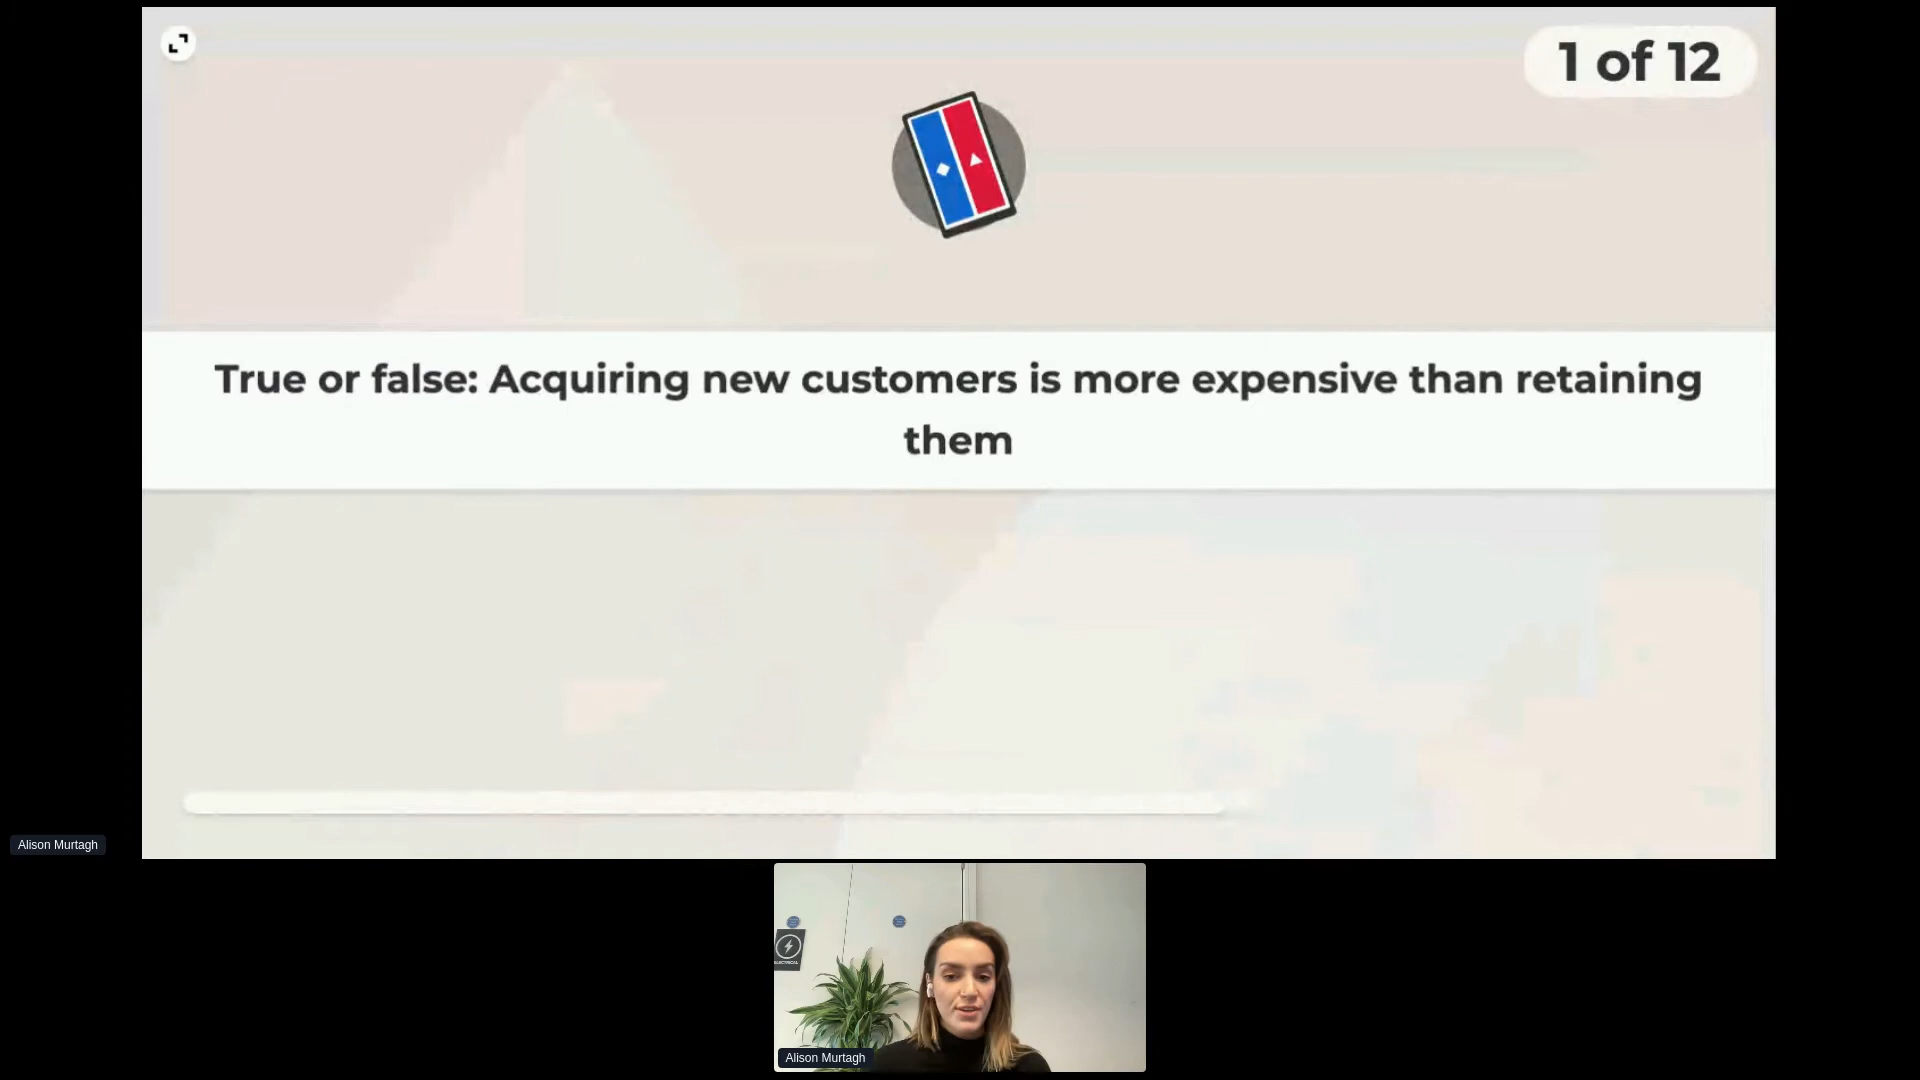 1 of 12
True or false: Acquiring new customers is more expensive than retaining
them
Alison Murtagh
ELECTRICAL
Alison Murtagh